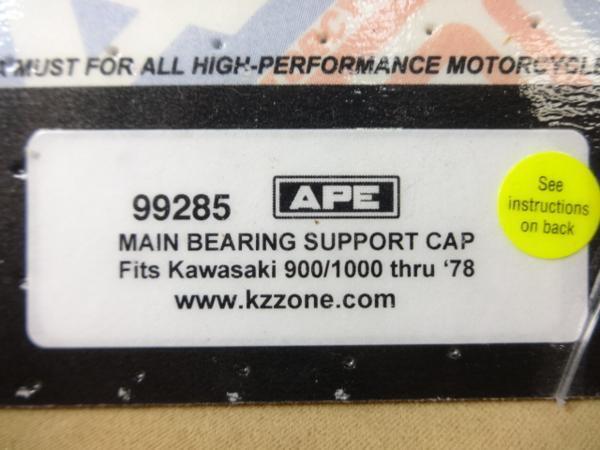 A MUST FOR ALL HIGH-PERFORMANCE MOTORCYCLE
99285 APE
MAIN BEARING SUPPORT CAP
Fits Kawasaki 900/1000 thru ‘78
www.kzzone.com
See
instructions
on back